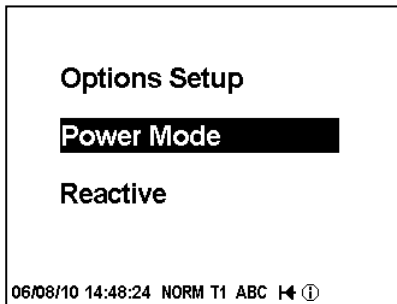 Options Setup
Power Mode
Reactive
06/08/10 14:48:24 NORM T1 ABC